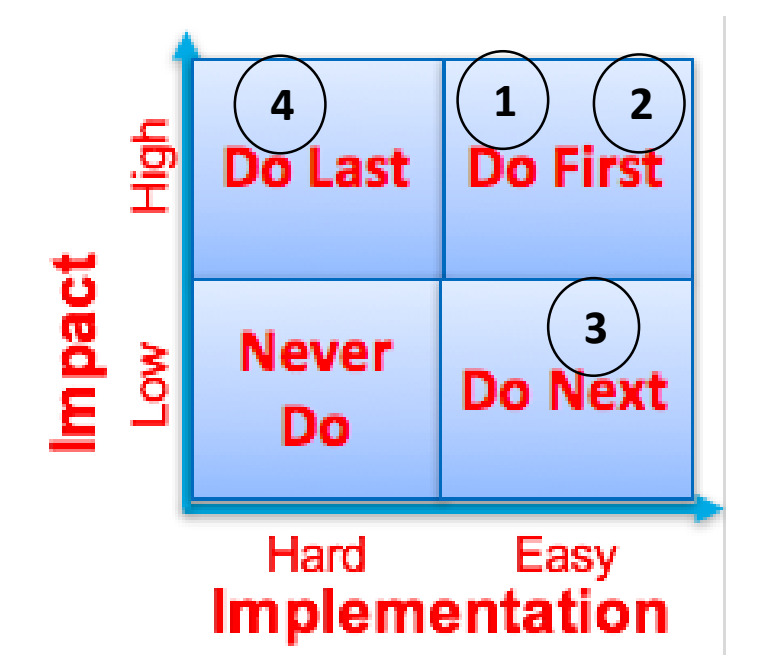 4
1
2
Do Last
Do First
High
Impact
3
Never
Do
Do Next
Low
Hard
Easy
Implementation